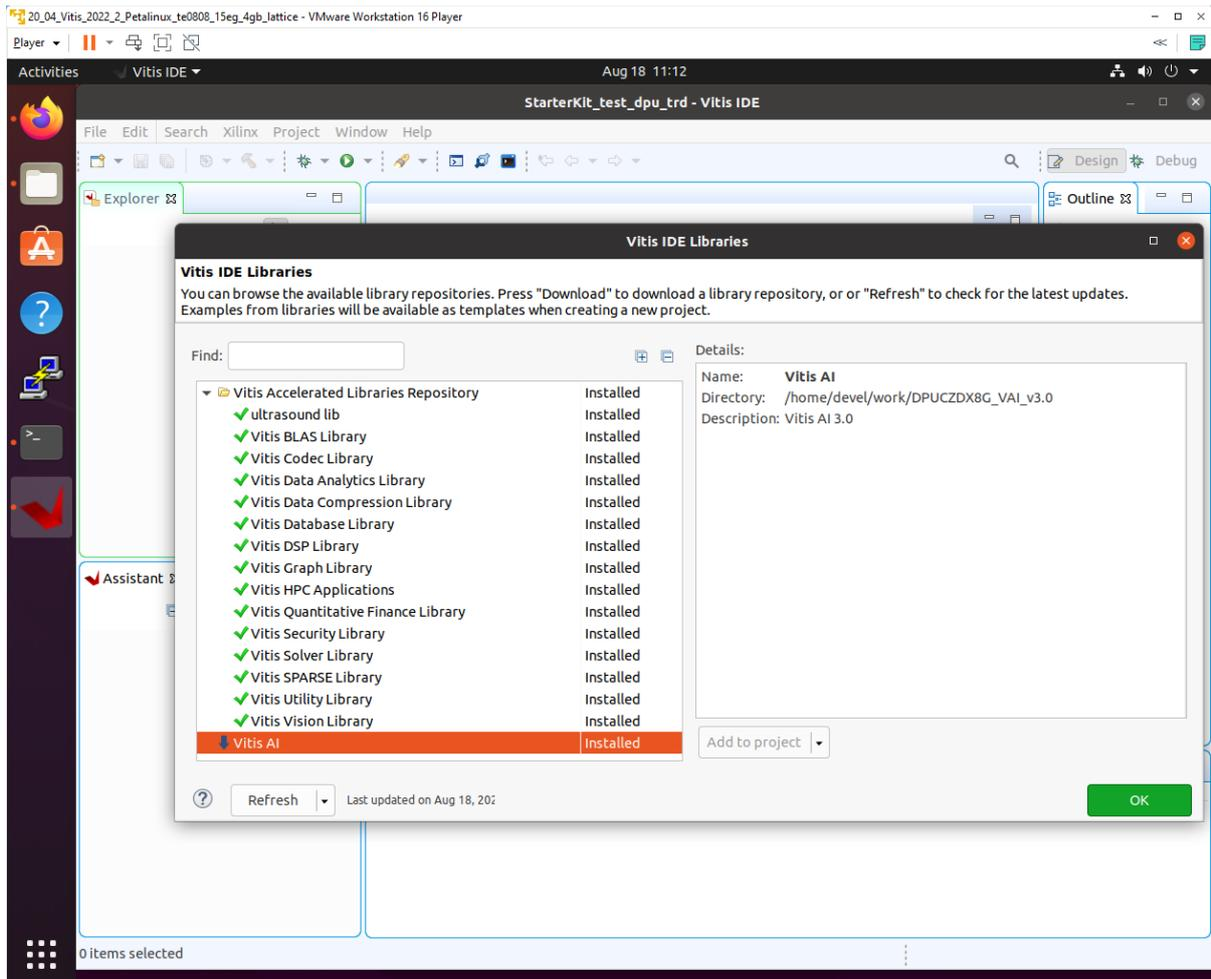 20_04_Vitis_2022_2_Petalinux_te0808_15eg_4gb_lattice - VMware Workstation 16 Player
Player
Activities
Vitis IDE
Aug 18 11:12
StarterKit_test_dpu_trd - Vitis IDE
File Edit Search Xilinx Project Window Help
Design
Debug
Explorer
Outline
Vitis IDE Libraries
Vitis IDE Libraries
You can browse the available library repositories. Press "Download" to download a library repository, or or "Refresh" to check for the latest updates.
Examples from libraries will be available as templates when creating a new project.
Find:
Vitis Accelerated Libraries Repository Installed
ultrasound lib Installed
Vitis BLAS Library Installed
Vitis Codec Library Installed
Vitis Data Analytics Library Installed
Vitis Data Compression Library Installed
Vitis Database Library Installed
Vitis DSP Library Installed
Vitis Graph Library Installed
Vitis HPC Applications Installed
Vitis Quantitative Finance Library Installed
Vitis Security Library Installed
Vitis Solver Library Installed
Vitis SPARSE Library Installed
Vitis Utility Library Installed
Vitis Vision Library Installed
Vitis AI Installed
Details:
Name: Vitis AI
Directory: /home/devel/work/DPUCZDX8G_VAI_v3.0
Description: Vitis AI 3.0
Add to project
Assistant
Refresh
Last updated on Aug 18, 202
OK
0 items selected